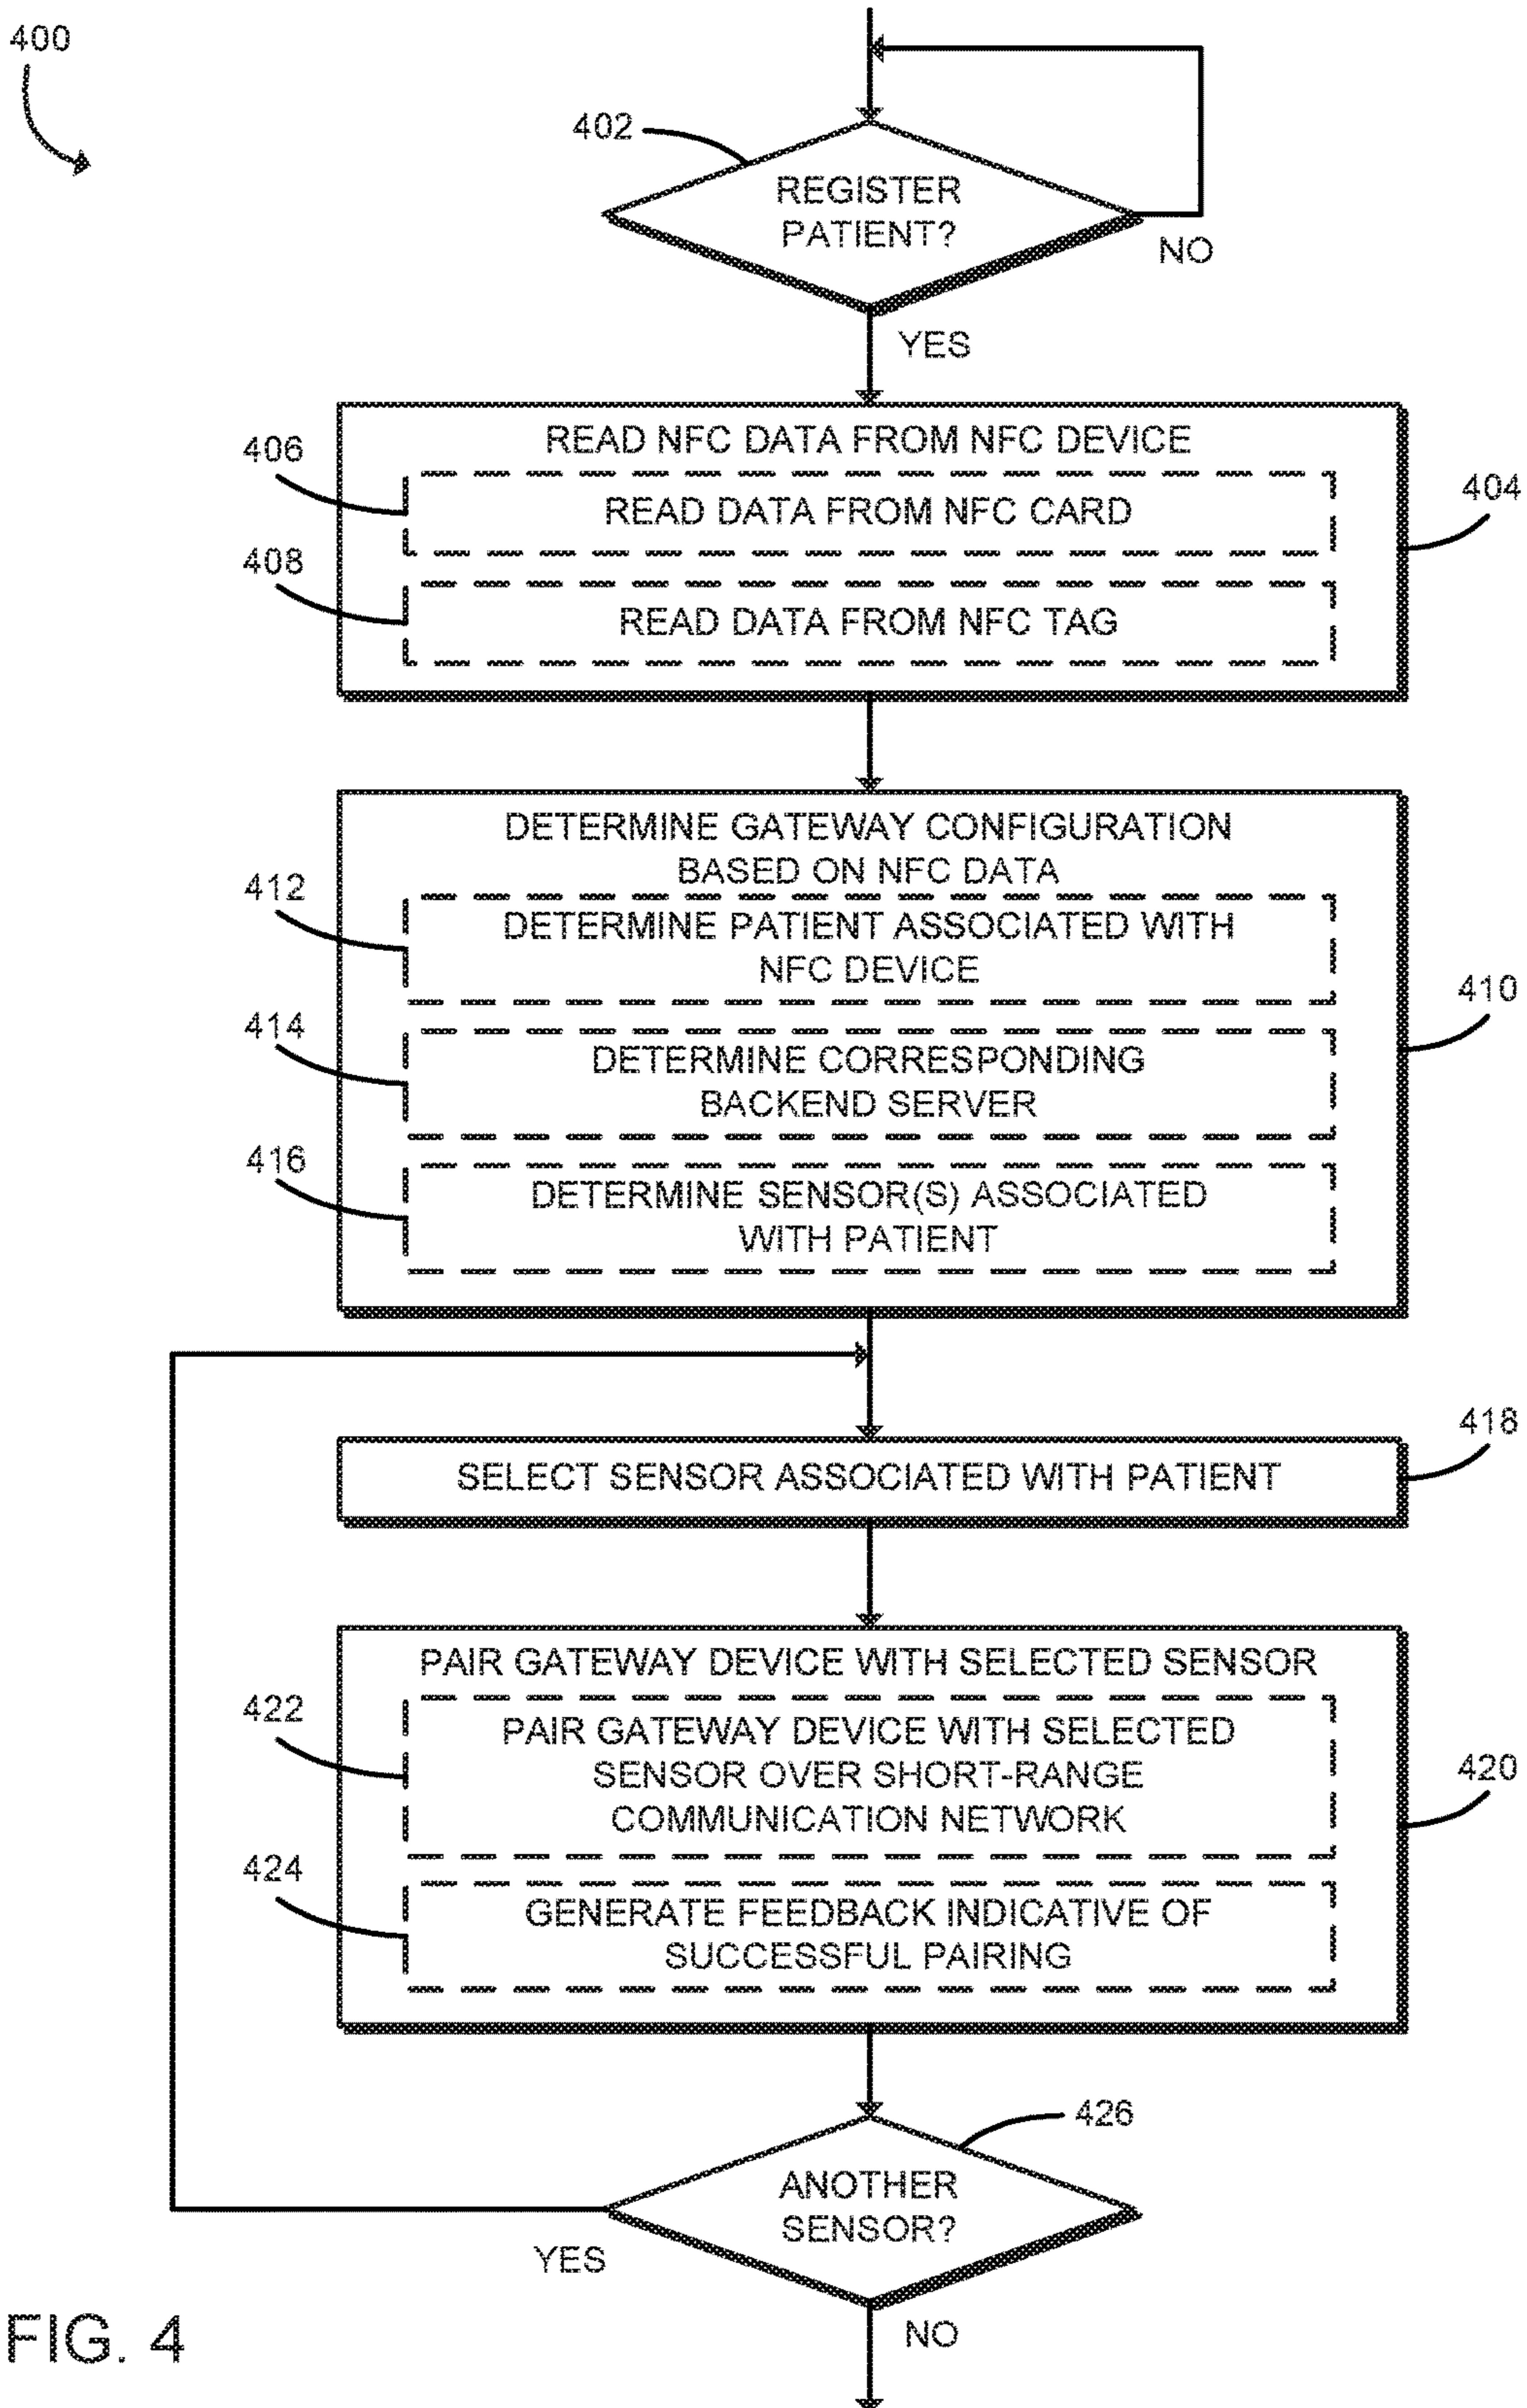 400
402
REGISTER
PATIENT?
NO
YES
READ NFC DATA FROM NFC DEVICE
406
READ DATA FROM NFC CARD
404
408
READ DATA FROM NFC TAG
DETERMINE GATEWAY CONFIGURATION
BASED ON NFC DATA
412
DETERMINE PATIENT ASSOCIATED WITH
NFC DEVICE
410
414
DETERMINE CORRESPONDING
BACKEND SERVER
416
DETERMINE SENSOR(S) ASSOCIATED
WITH PATIENT
418
SELECT SENSOR ASSOCIATED WITH PATIENT
PAIR GATEWAY DEVICE WITH SELECTED SENSOR
422
PAIR GATEWAY DEVICE WITH SELECTED
SENSOR OVER SHORT-RANGE
COMMUNICATION NETWORK
420
424
GENERATE FEEDBACK INDICATIVE OF
SUCCESSFUL PAIRING
426
ANOTHER
SENSOR?
YES
NO
FIG. 4